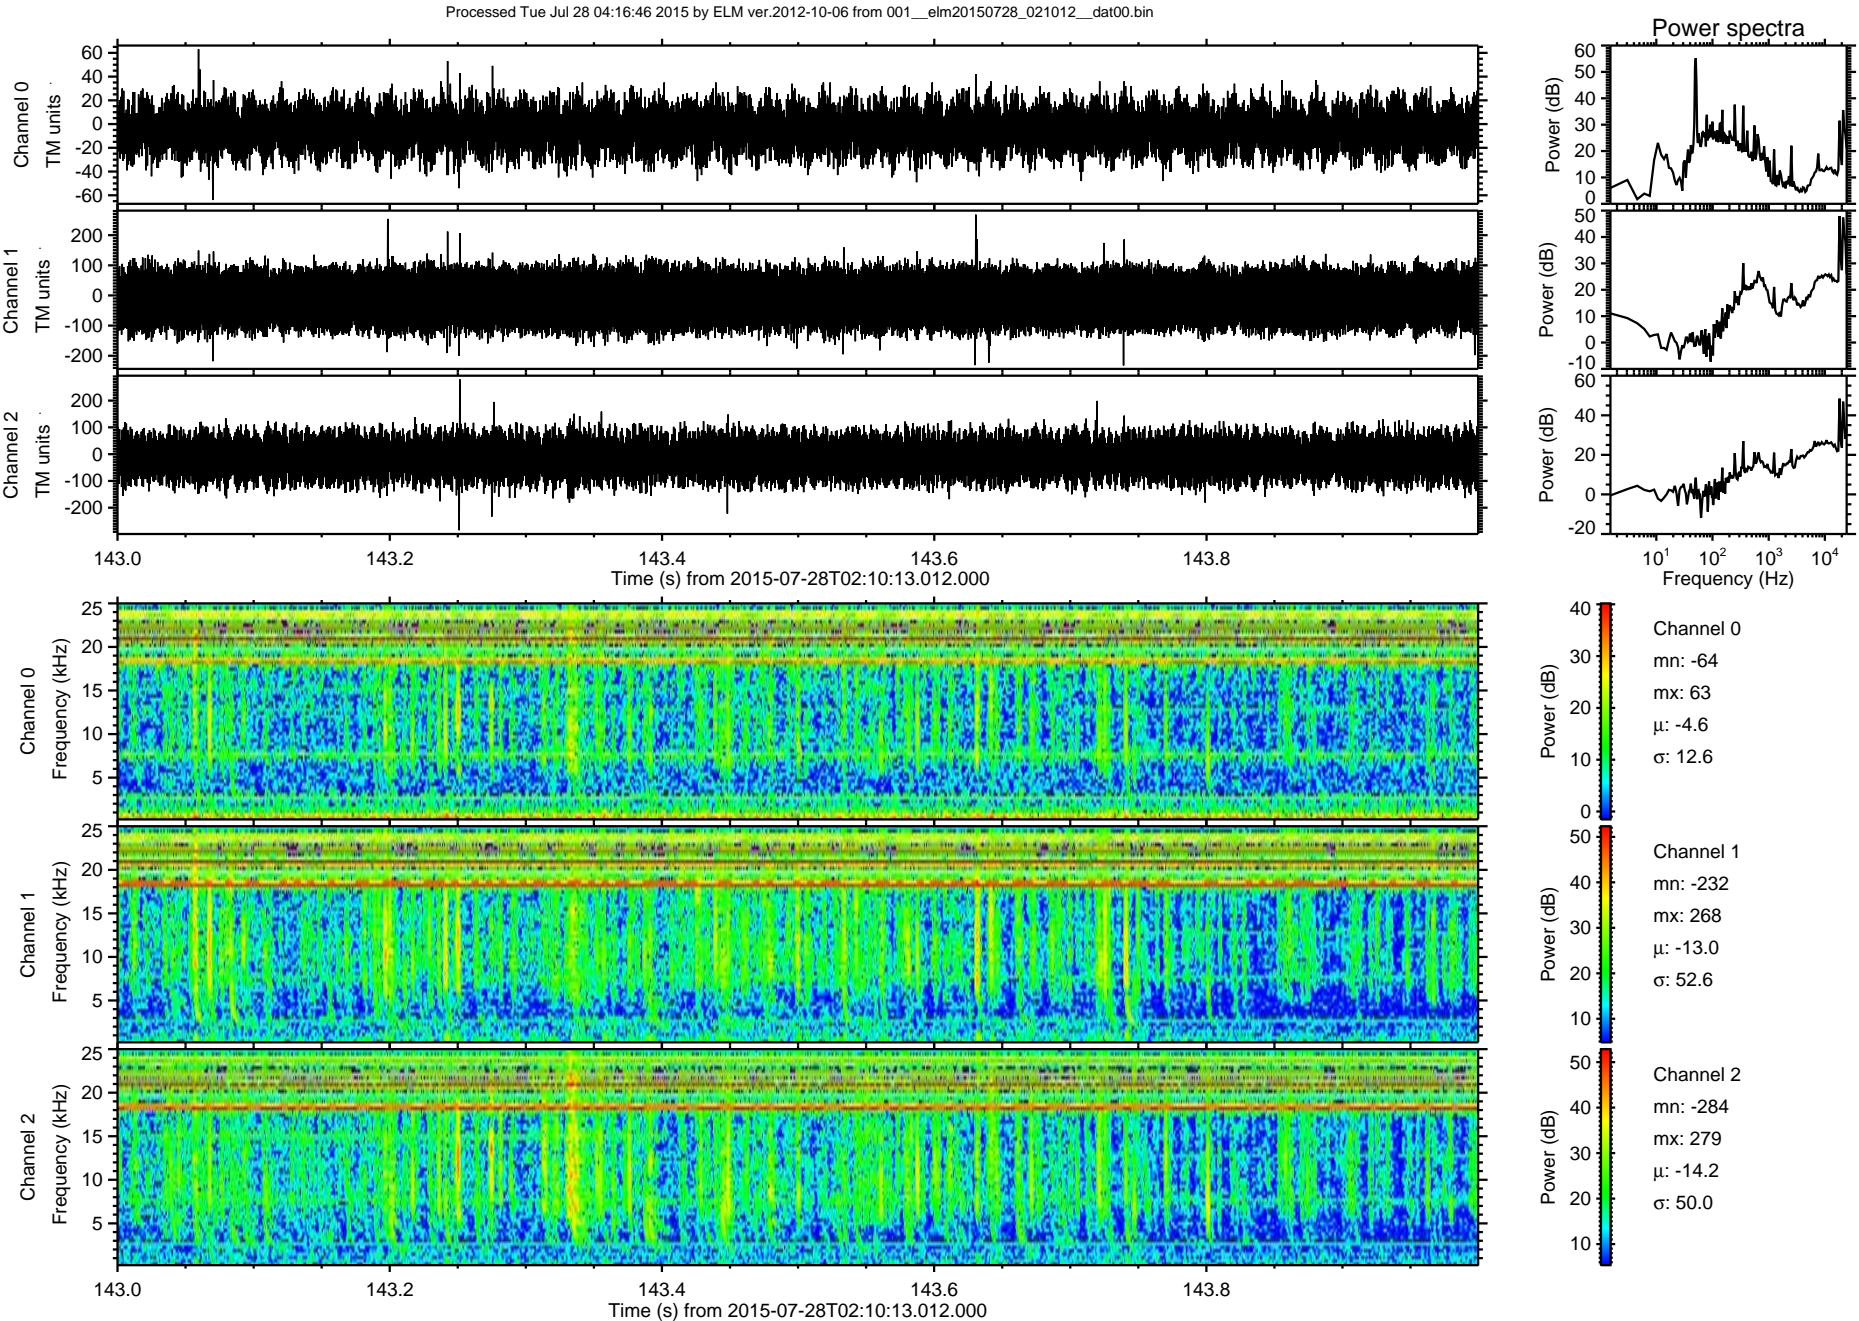 Processed Tue Jul 28 04:16:46 2015 by ELM ver.2012-10-06 from 001__elm20150728_021012__dat00.bin
Power spectra
Channel 0
TM units
60
40
20
0
-20
-40
-60
Power (dB)
60
50
40
30
20
10
0
Channel 1
TM units
200
100
0
-100
-200
Power (dB)
50
40
30
20
10
0
-10
Channel 2
TM units
200
100
0
-100
-200
Power (dB)
60
40
20
0
-20
143.0 143.2 143.4 143.6 143.8
Time (s) from 2015-07-28T02:10:13.012.000
10^1 10^2 10^3 10^4
Frequency (Hz)
Channel 0
Frequency (kHz)
25
20
15
10
5
Power (dB)
40
30
20
10
0
Channel 0
mn: -64
mx: 63
µ: -4.6
σ: 12.6
Channel 1
Frequency (kHz)
25
20
15
10
5
Power (dB)
50
40
30
20
10
Channel 1
mn: -232
mx: 268
µ: -13.0
σ: 52.6
Channel 2
Frequency (kHz)
25
20
15
10
5
Power (dB)
50
40
30
20
10
Channel 2
mn: -284
mx: 279
µ: -14.2
σ: 50.0
143.0 143.2 143.4 143.6 143.8
Time (s) from 2015-07-28T02:10:13.012.000